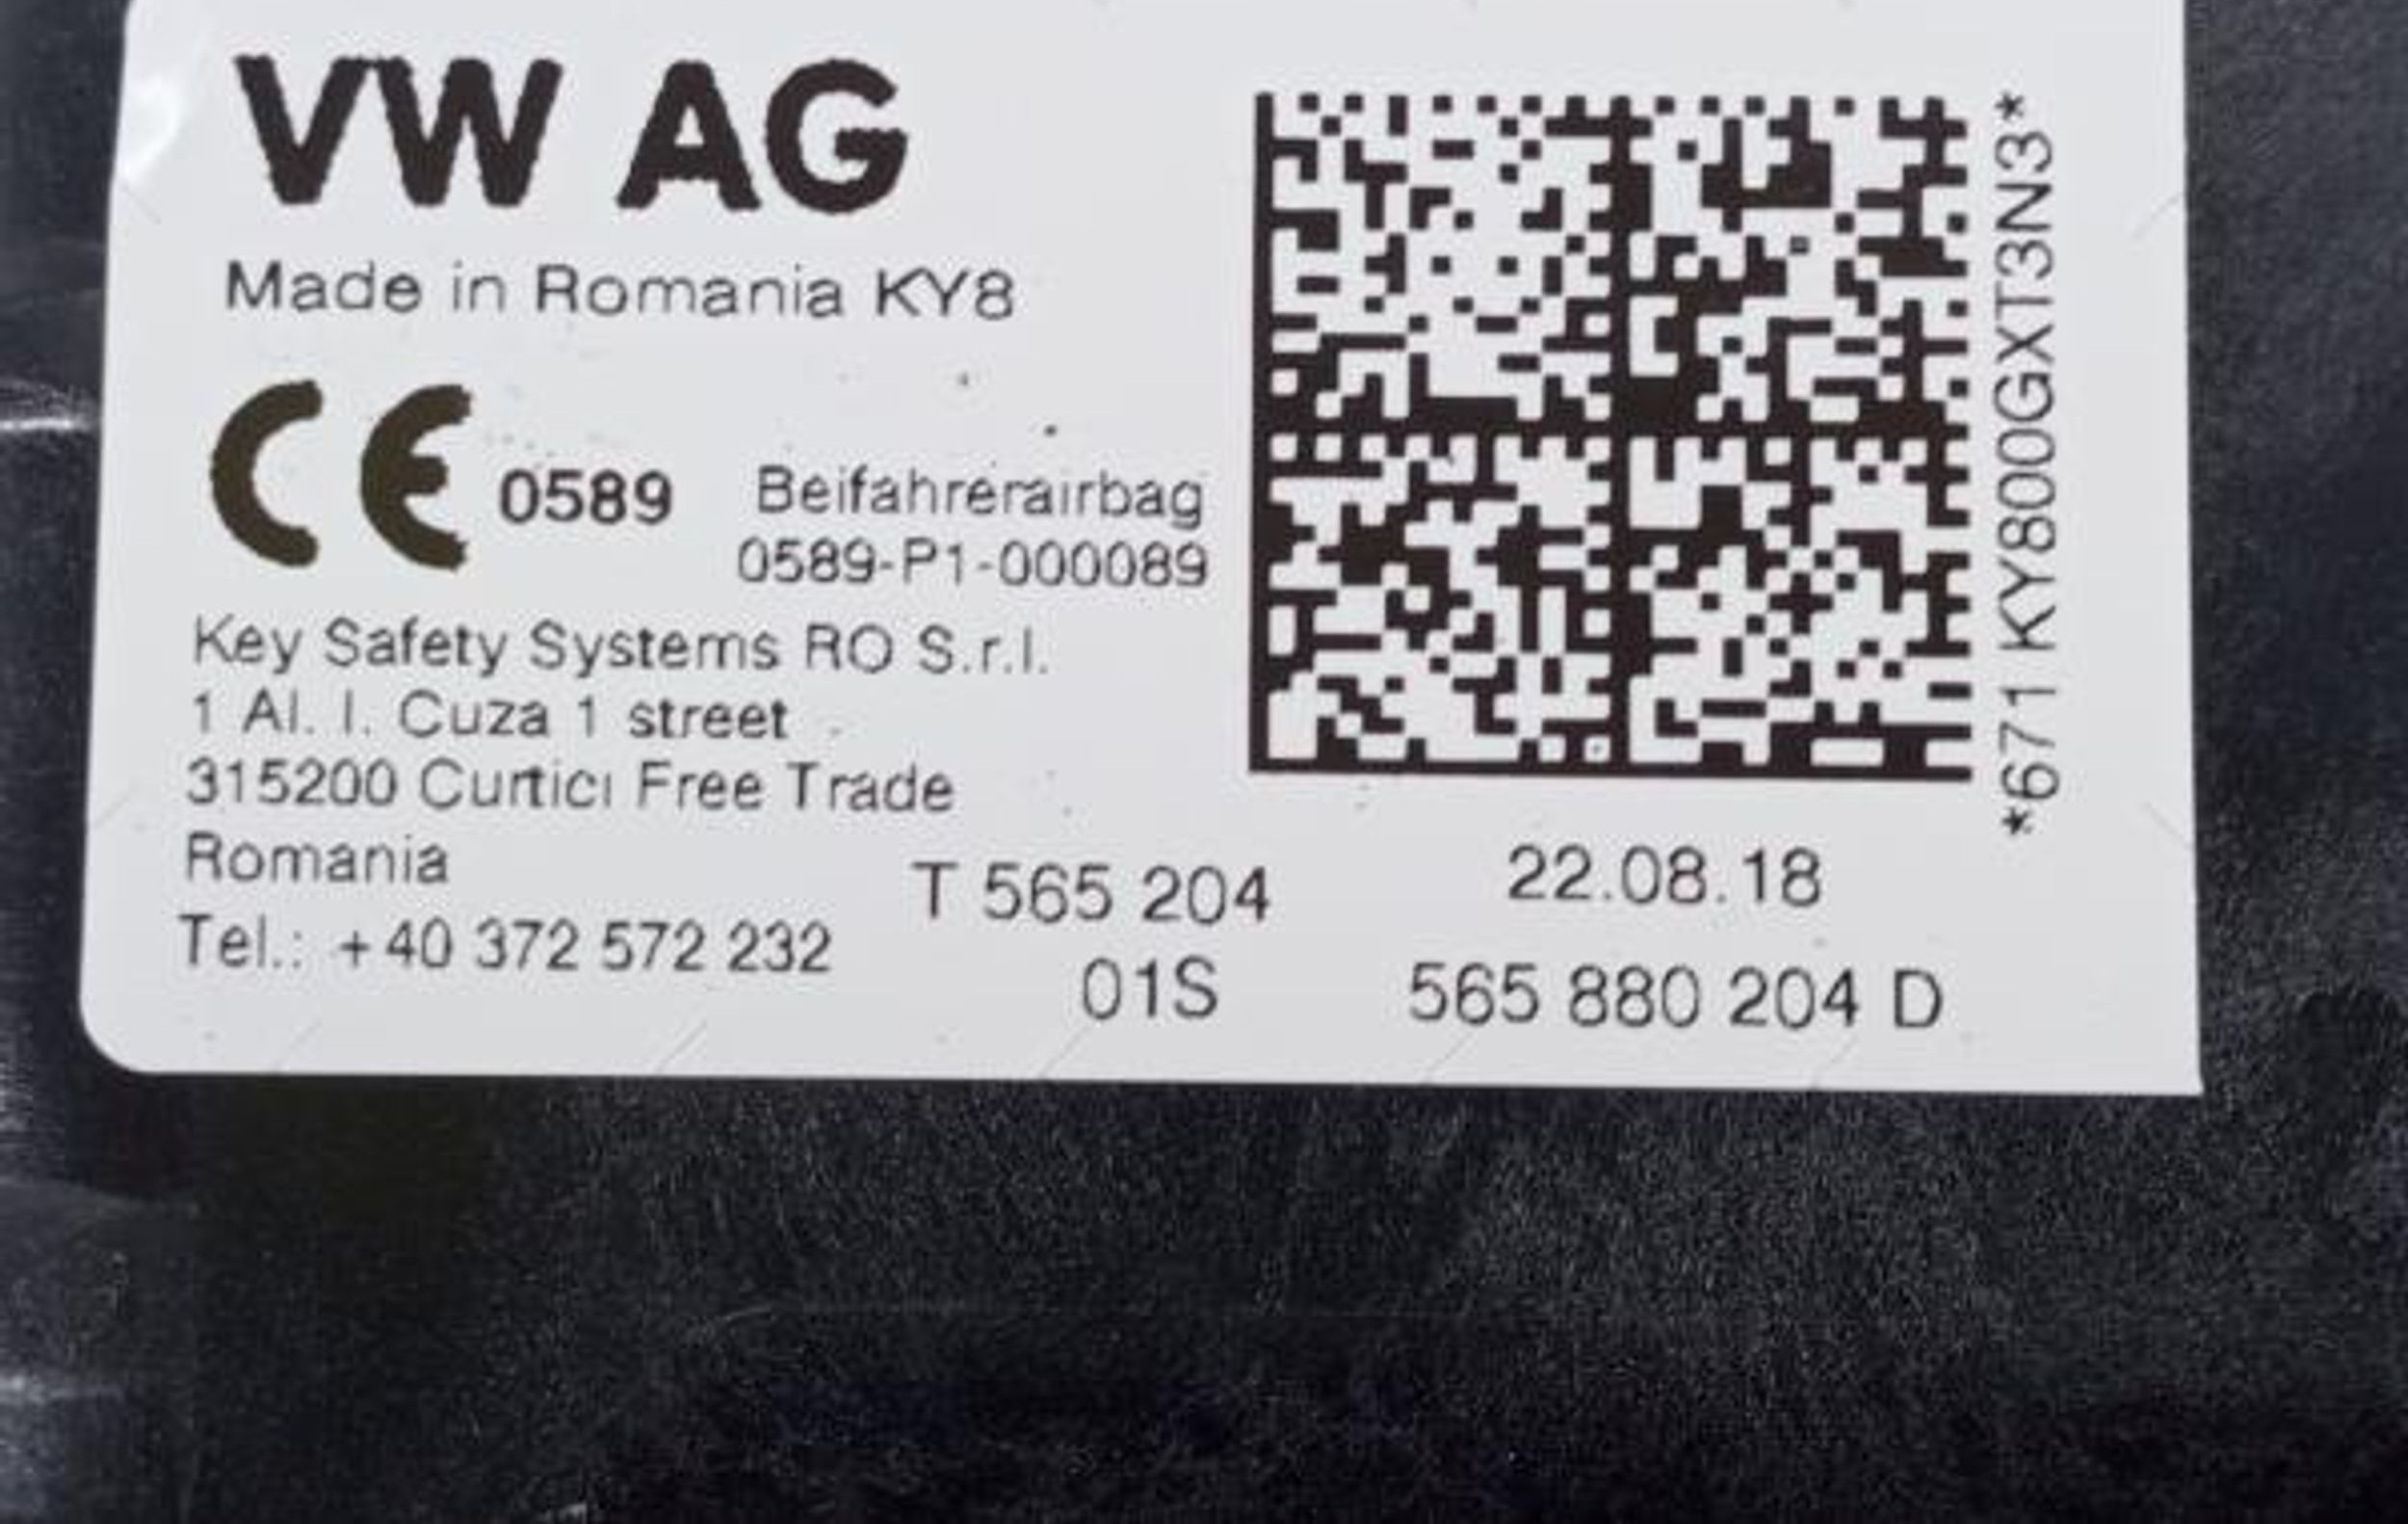 VW AG
Made in Romania KY8
CE 0589
Beifahrerairbag
0589-P1-000089
Key Safety Systems RO S.r.l.
1 Al. I. Cuza 1 street
315200 Curtici Free Trade
Romania
Tel.: +40 372 572 232
T 565 204
01S
22.08.18
565 880 204 D
*671 KY800GXT3N3*